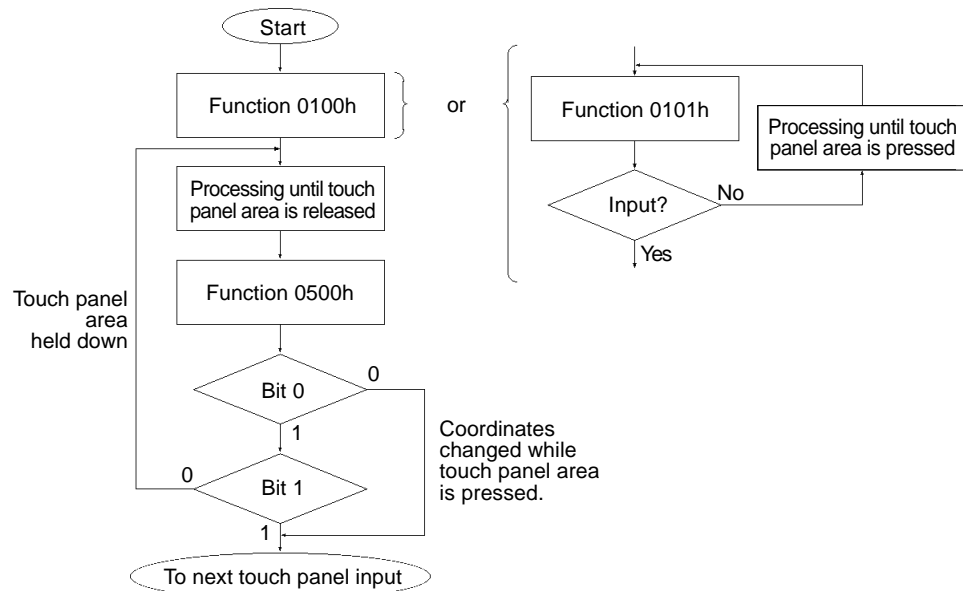 Start
Function 0100h
or
Function 0101h
Processing until touch
panel area is pressed
Input?
No
Yes
Processing until touch
panel area is released
Function 0500h
Touch panel
area
held down
Bit 0
0
1
Coordinates
changed while
touch panel area
is pressed.
0
Bit 1
1
To next touch panel input